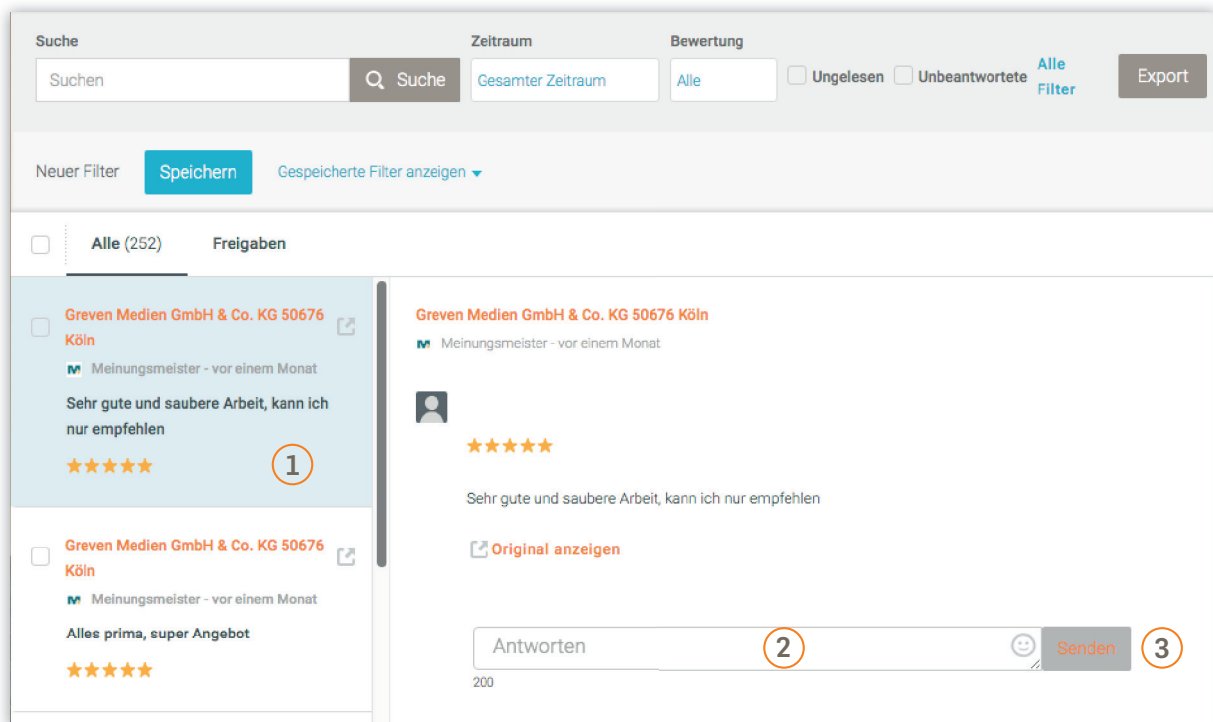 Suche
Zeitraum
Bewertung
Suchen
Suche
Gesamter Zeitraum
Alle
Ungelesen
Unbeantwortete
Alle
Filter
Export
Neuer Filter
Speichern
Gespeicherte Filter anzeigen
Alle (252)
Freigaben
Greven Medien GmbH & Co. KG 50676
Köln
Meinungsmeister - vor einem Monat
Sehr gute und saubere Arbeit, kann ich
nur empfehlen
1
Greven Medien GmbH & Co. KG 50676
Köln
Meinungsmeister - vor einem Monat
Alles prima, super Angebot
Greven Medien GmbH & Co. KG 50676 Köln
Meinungsmeister - vor einem Monat
Sehr gute und saubere Arbeit, kann ich nur empfehlen
Original anzeigen
Antworten
2
Senden
3
200